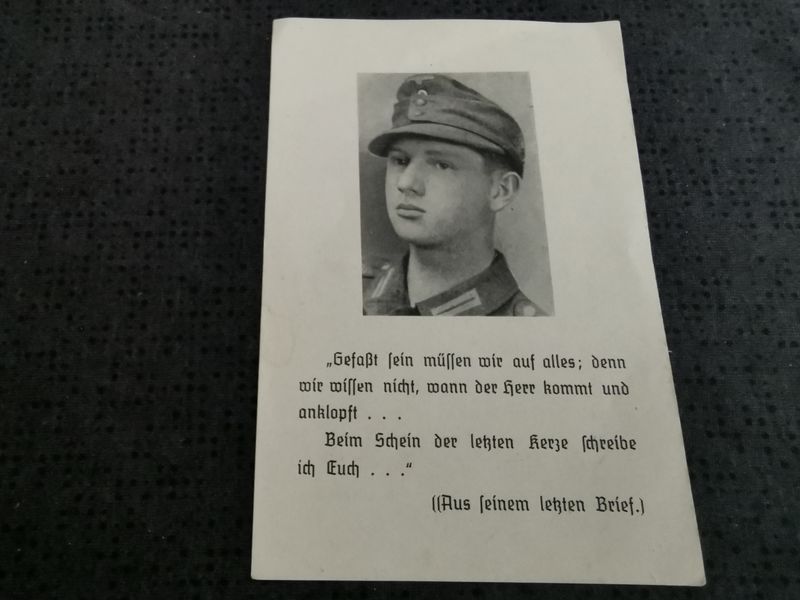 „Gefaßt sein müssen wir auf alles; denn
wir wissen nicht, wann der Herr kommt und
anklopft . . .
Beim Schein der letzten Kerze schreibe
ich Euch . . .“
((Aus seinem letzten Brief.)